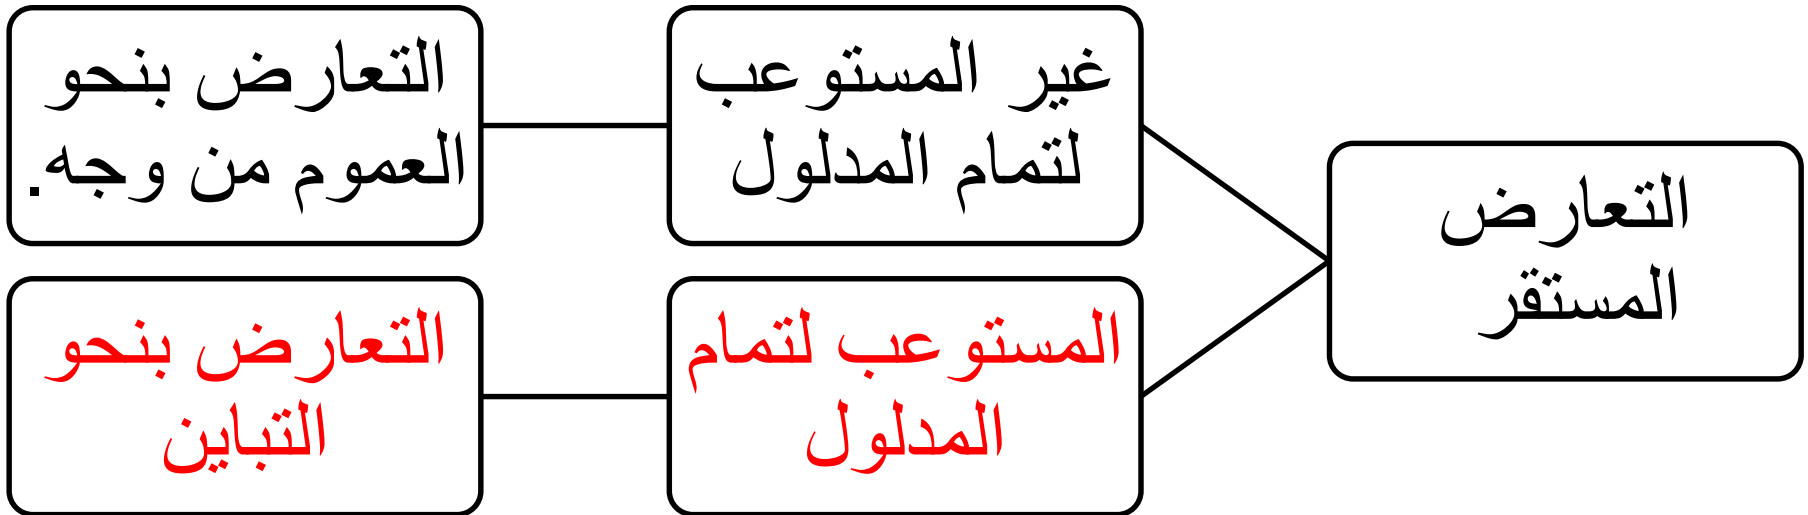 التعارض
المستقر
غير المستوعب
لتمام المدلول
التعارض بنحو
العموم من وجه.
المستوعب لتمام
المدلول
التعارض بنحو
التباين